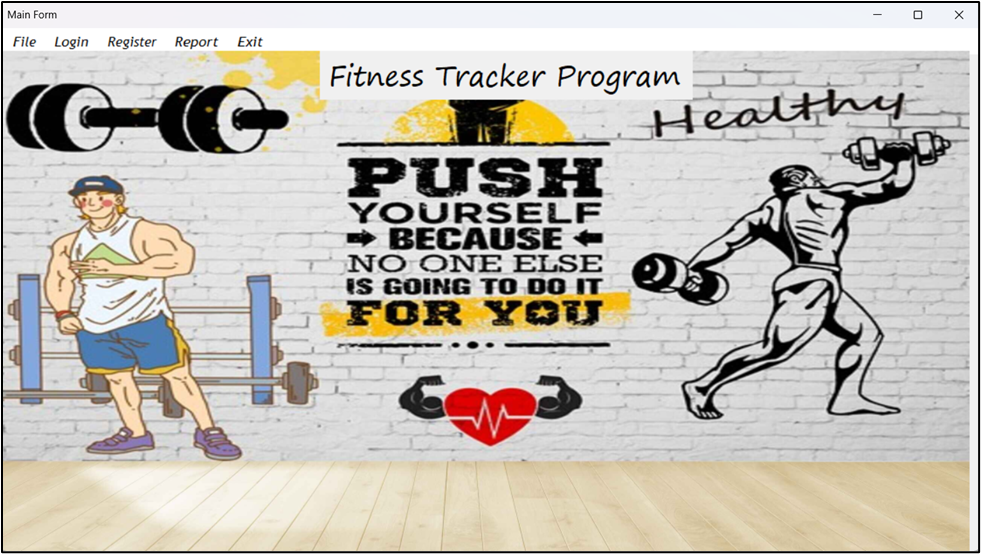 Main Form
File Login Register Report Exit
Fitness Tracker Program
Healthy
PUSH
YOURSELF
BECAUSE
NO ONE ELSE
IS GOING TO DO IT
FOR YOU